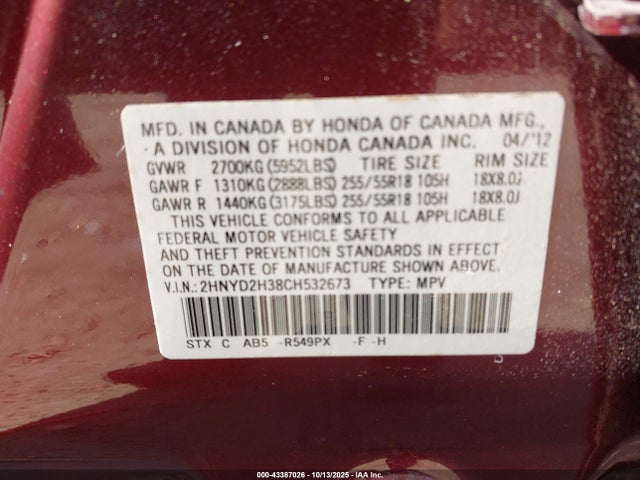 MFD. IN CANADA BY HONDA OF CANADA MFG.,
A DIVISION OF HONDA CANADA INC. 04/'12
GVWR 2700KG(5952LBS) TIRE SIZE RIM SIZE
GAWR F 1310KG(2888LBS) 255/55R18 105H 18X8.0J
GAWR R 1440KG(3175LBS) 255/55R18 105H 18X8.0J
THIS VEHICLE CONFORMS TO ALL APPLICABLE
FEDERAL MOTOR VEHICLE SAFETY
AND THEFT PREVENTION STANDARDS IN EFFECT
ON THE DATE OF MANUFACTURE SHOWN ABOVE.
V.I.N.: 2HNYD2H38CH532673 TYPE: MPV
STX C AB5 -R549PX -F -H
000-43387026 - 10/13/2025 - IAA Inc.